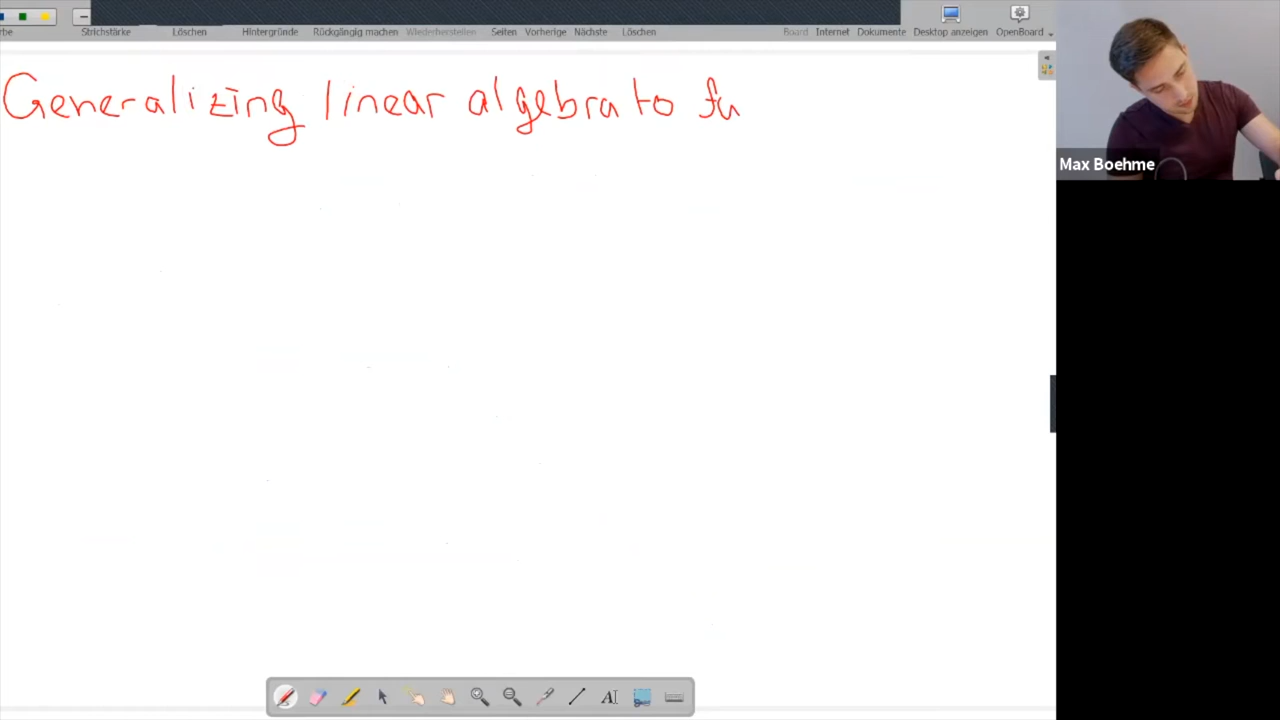 Strichstärke Löschen Hintergründe Rückgängig machen Wiederherstellen Seiten Vorherige Nächste Löschen Board Internet Dokumente Desktop anzeigen OpenBoard
Generalizing linear algebra to fu
Max Boehme